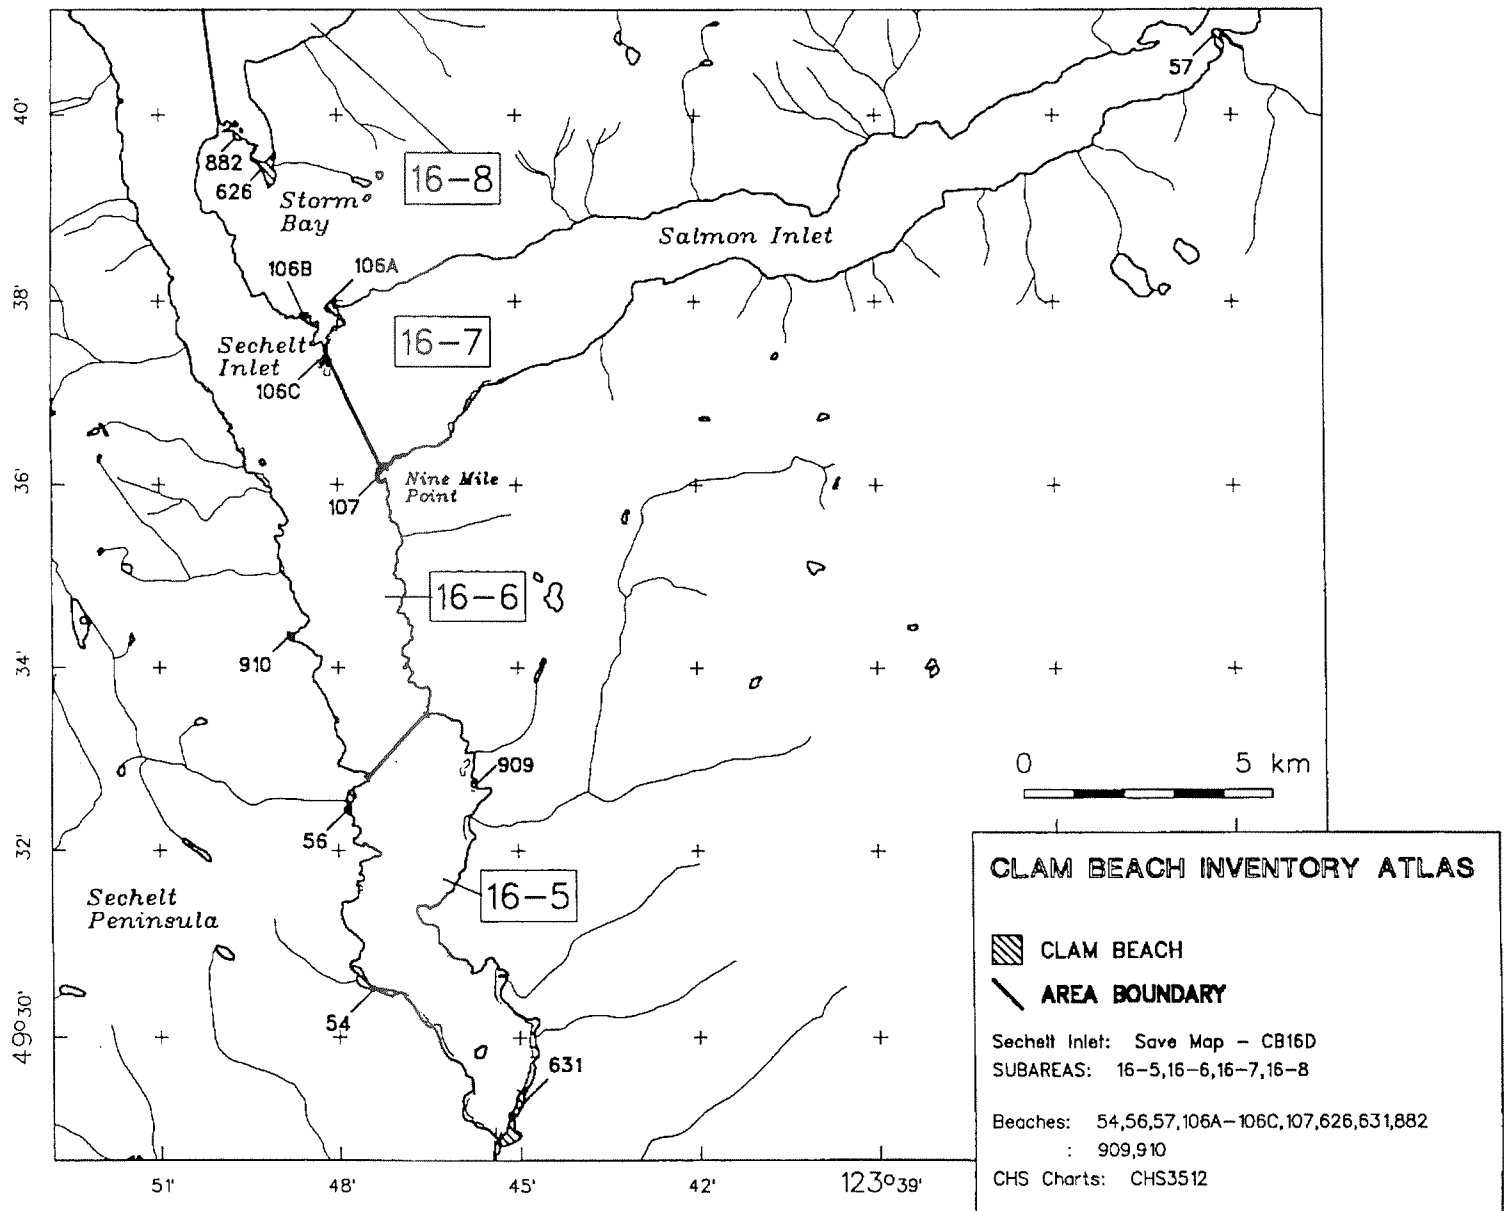 57
40'
882
626
16-8
Storm
Bay
Salmon Inlet
106B
106A
38'
Sechelt
Inlet
16-7
106C
36'
Nine Mile
Point
107
16-6
34'
910
909
0 5 km
56
32'
16-5
Sechelt
Peninsula
54
49°30'
631
51' 48' 45' 42' 123°39'
CLAM BEACH INVENTORY ATLAS
CLAM BEACH
AREA BOUNDARY
Sechelt Inlet: Save Map - CB16D
SUBAREAS: 16-5,16-6,16-7,16-8
Beaches: 54,56,57,106A-106C,107,626,631,882
: 909,910
CHS Charts: CHS3512